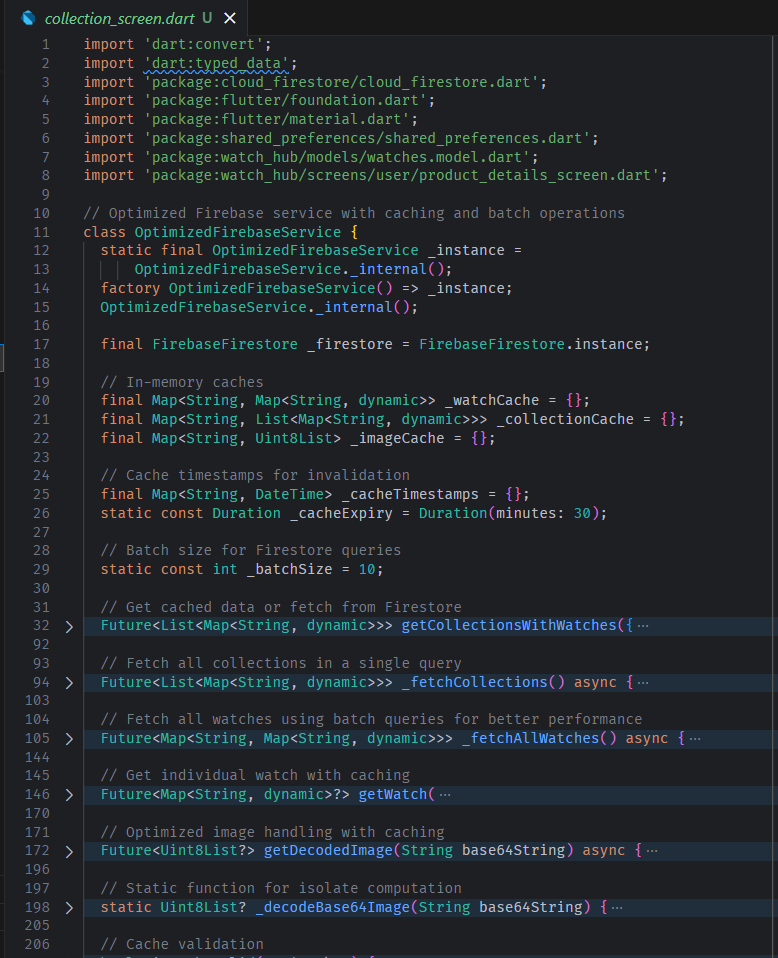 collection_screen.dart U ×
1 import 'dart:convert';
2 import 'dart:typed_data';
3 import 'package:cloud_firestore/cloud_firestore.dart';
4 import 'package:flutter/foundation.dart';
5 import 'package:flutter/material.dart';
6 import 'package:shared_preferences/shared_preferences.dart';
7 import 'package:watch_hub/models/watches.model.dart';
8 import 'package:watch_hub/screens/user/product_details_screen.dart';
9
10 // Optimized Firebase service with caching and batch operations
11 class OptimizedFirebaseService {
12 static final OptimizedFirebaseService _instance =
13 OptimizedFirebaseService._internal();
14 factory OptimizedFirebaseService() => _instance;
15 OptimizedFirebaseService._internal();
16
17 final FirebaseFirestore _firestore = FirebaseFirestore.instance;
18
19 // In-memory caches
20 final Map<String, Map<String, dynamic>> _watchCache = {};
21 final Map<String, List<Map<String, dynamic>>> _collectionCache = {};
22 final Map<String, Uint8List> _imageCache = {};
23
24 // Cache timestamps for invalidation
25 final Map<String, DateTime> _cacheTimestamps = {};
26 static const Duration _cacheExpiry = Duration(minutes: 30);
27
28 // Batch size for Firestore queries
29 static const int _batchSize = 10;
30
31 // Get cached data or fetch from Firestore
32 Future<List<Map<String, dynamic>>> getCollectionsWithWatches({ ···
92
93 // Fetch all collections in a single query
94 Future<List<Map<String, dynamic>>> _fetchCollections() async { ···
103
104 // Fetch all watches using batch queries for better performance
105 Future<Map<String, Map<String, dynamic>>> _fetchAllWatches() async { ···
144
145 // Get individual watch with caching
146 Future<Map<String, dynamic>?> getWatch( ···
170
171 // Optimized image handling with caching
172 Future<Uint8List?> getDecodedImage(String base64String) async { ···
196
197 // Static function for isolate computation
198 static Uint8List? _decodeBase64Image(String base64String) { ···
205
206 // Cache validation